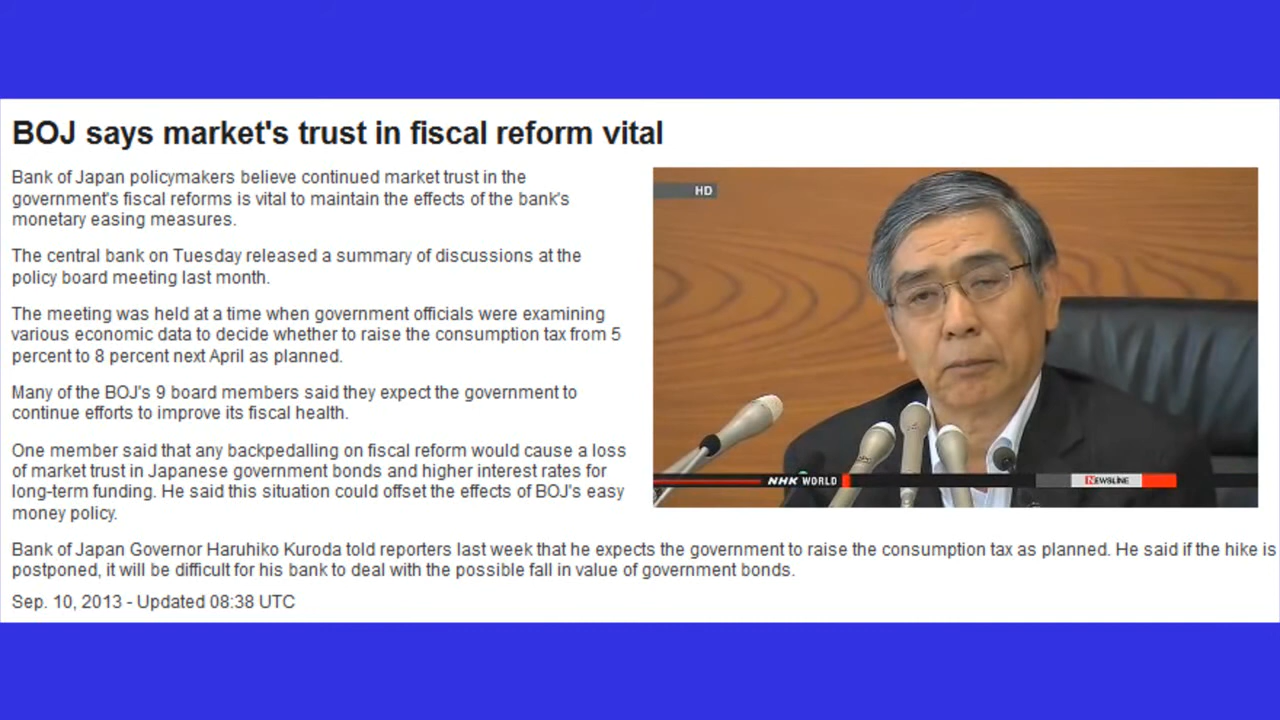 BOJ says market's trust in fiscal reform vital
Bank of Japan policymakers believe continued market trust in the
government's fiscal reforms is vital to maintain the effects of the bank's
monetary easing measures.
The central bank on Tuesday released a summary of discussions at the
policy board meeting last month.
The meeting was held at a time when government officials were examining
various economic data to decide whether to raise the consumption tax from 5
percent to 8 percent next April as planned.
Many of the BOJ's 9 board members said they expect the government to
continue efforts to improve its fiscal health.
One member said that any backpedalling on fiscal reform would cause a loss
of market trust in Japanese government bonds and higher interest rates for
long-term funding. He said this situation could offset the effects of BOJ's easy
money policy.
HD
NHK WORLD
NEWSLINE
Bank of Japan Governor Haruhiko Kuroda told reporters last week that he expects the government to raise the consumption tax as planned. He said if the hike is
postponed, it will be difficult for his bank to deal with the possible fall in value of government bonds.
Sep. 10, 2013 - Updated 08:38 UTC